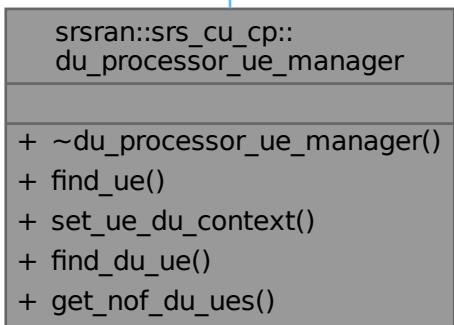 srsran::srs_cu_cp::
du_processor_ue_manager
+ ~du_processor_ue_manager()
+ find_ue()
+ set_ue_du_context()
+ find_du_ue()
+ get_nof_du_ues()